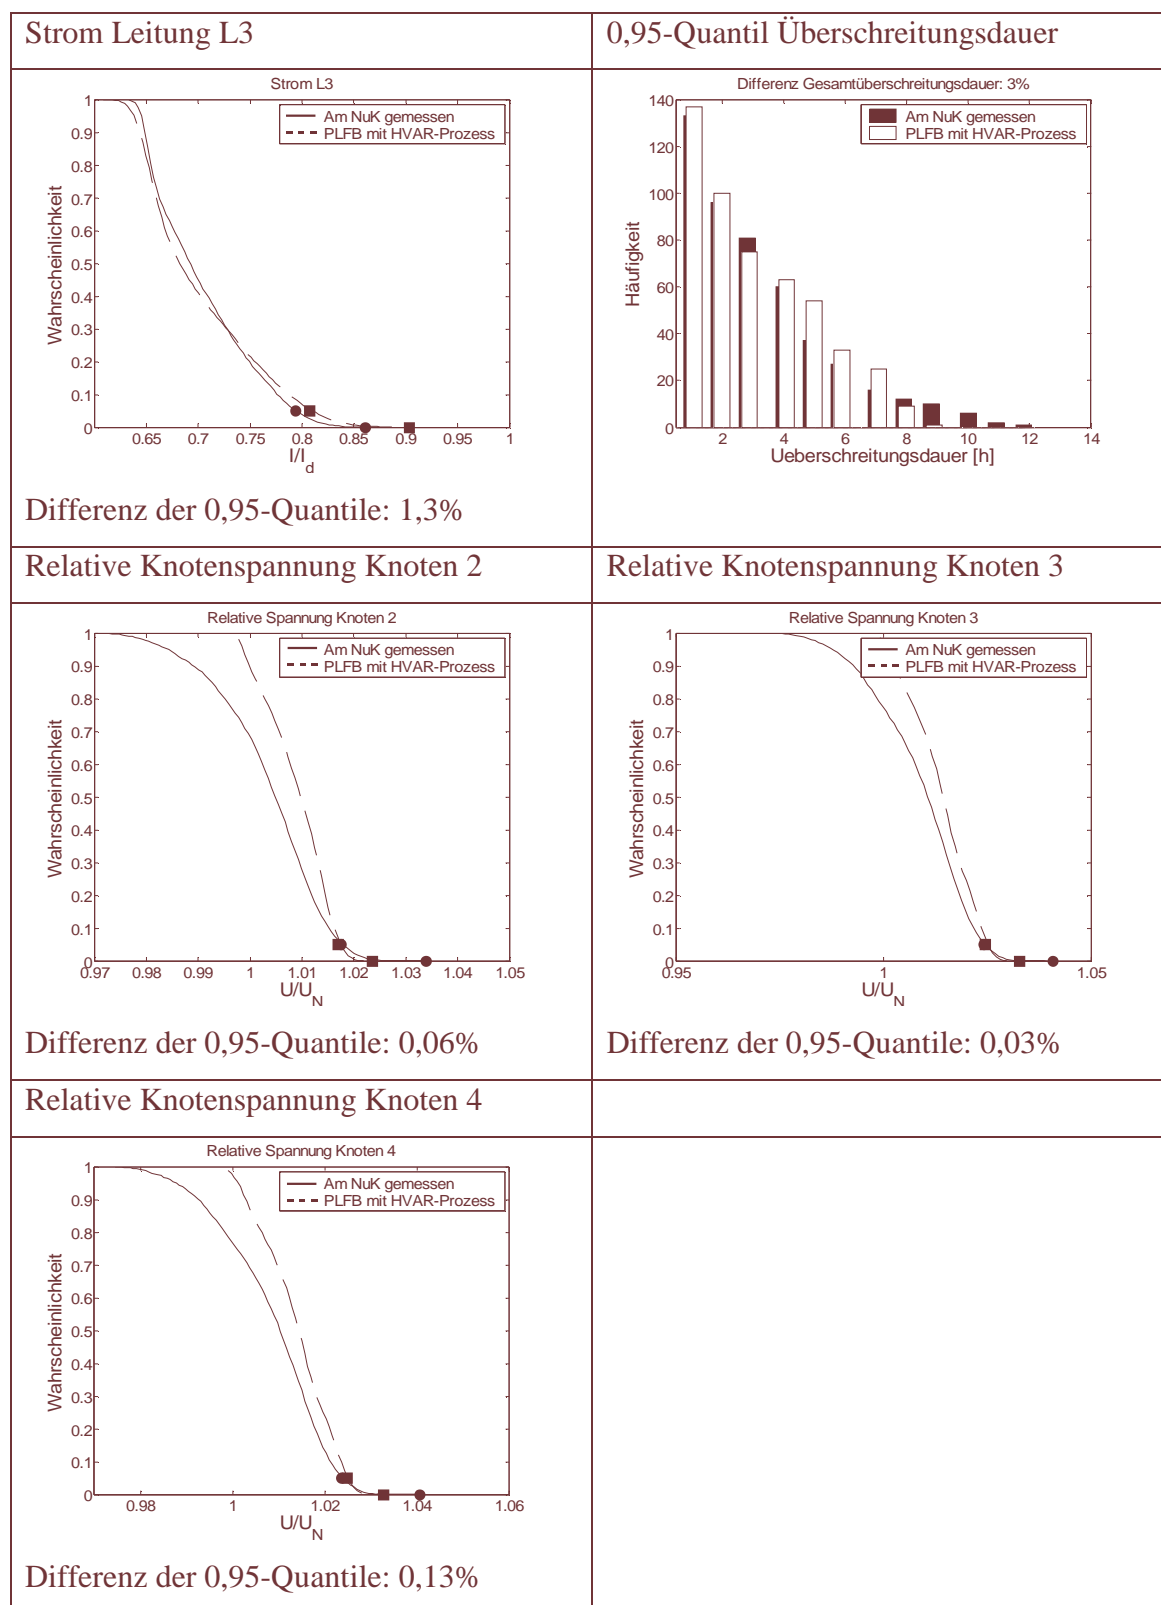 Strom Leitung L3
0,95-Quantil Überschreitungsdauer
Strom L3
Am NuK gemessen
PLFB mit HVAR-Prozess
Wahrscheinlichkeit
1
0.9
0.8
0.7
0.6
0.5
0.4
0.3
0.2
0.1
0
0.65 0.7 0.75 0.8 0.85 0.9 0.95 1
I/I_d
Differenz der 0,95-Quantile: 1,3%
Differenz Gesamtüberschreitungsdauer: 3%
Am NuK gemessen
PLFB mit HVAR-Prozess
Häufigkeit
140
120
100
80
60
40
20
0
2 4 6 8 10 12 14
Ueberschreitungsdauer [h]
Relative Knotenspannung Knoten 2
Relative Knotenspannung Knoten 3
Relative Spannung Knoten 2
Am NuK gemessen
PLFB mit HVAR-Prozess
Wahrscheinlichkeit
1
0.9
0.8
0.7
0.6
0.5
0.4
0.3
0.2
0.1
0
0.97 0.98 0.99 1 1.01 1.02 1.03 1.04 1.05
U/U_N
Differenz der 0,95-Quantile: 0,06%
Relative Spannung Knoten 3
Am NuK gemessen
PLFB mit HVAR-Prozess
Wahrscheinlichkeit
1
0.9
0.8
0.7
0.6
0.5
0.4
0.3
0.2
0.1
0
0.95 1 1.05
U/U_N
Differenz der 0,95-Quantile: 0,03%
Relative Knotenspannung Knoten 4
Relative Spannung Knoten 4
Am NuK gemessen
PLFB mit HVAR-Prozess
Wahrscheinlichkeit
1
0.9
0.8
0.7
0.6
0.5
0.4
0.3
0.2
0.1
0
0.98 1 1.02 1.04 1.06
U/U_N
Differenz der 0,95-Quantile: 0,13%